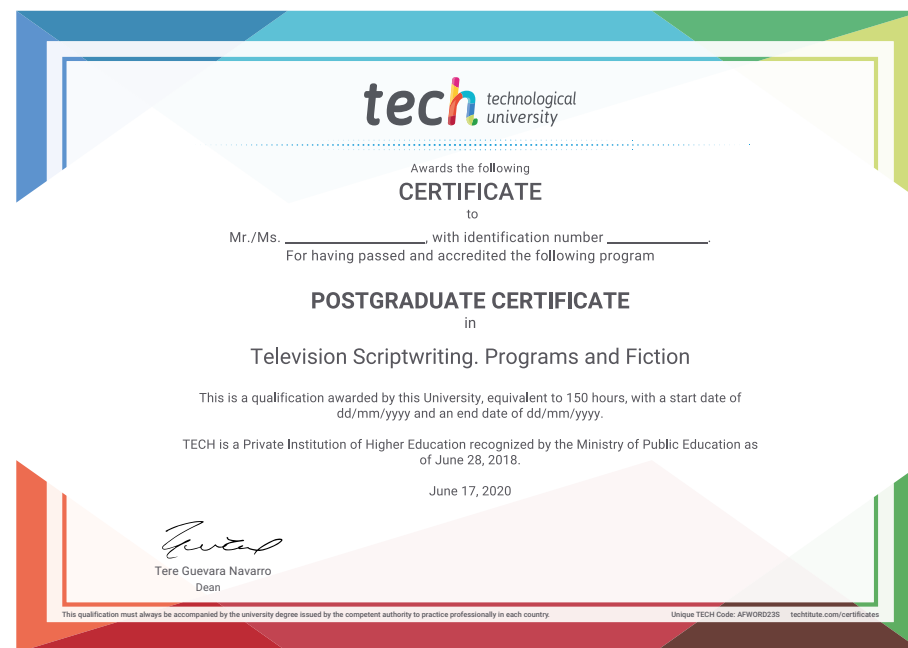 tech technological
university
Awards the following
CERTIFICATE
to
Mr./Ms. ____________________, with identification number ______________.
For having passed and accredited the following program
POSTGRADUATE CERTIFICATE
in
Television Scriptwriting. Programs and Fiction
This is a qualification awarded by this University, equivalent to 150 hours, with a start date of
dd/mm/yyyy and an end date of dd/mm/yyyy.
TECH is a Private Institution of Higher Education recognized by the Ministry of Public Education as
of June 28, 2018.
June 17, 2020
Tere Guevara Navarro
Dean
This qualification must always be accompanied by the university degree issued by the competent authority to practice professionally in each country. Unique TECH Code: AFWORD23S techtitute.com/certificates